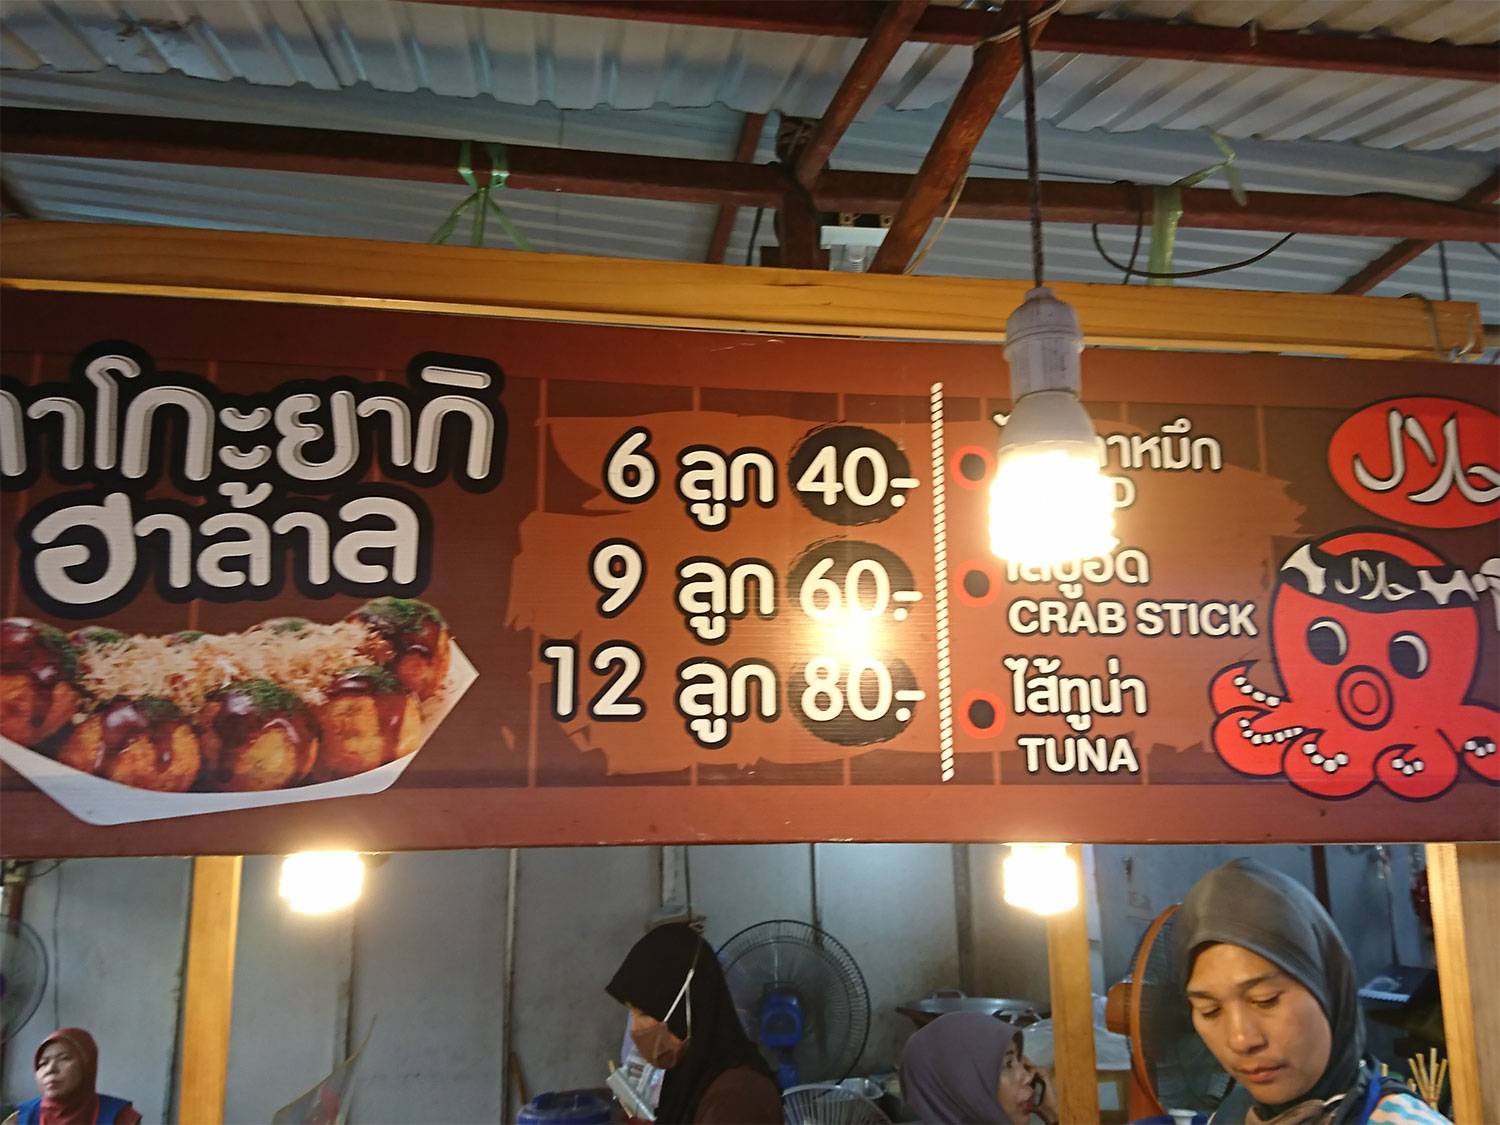 ทาโกะยากิ
ฮาล้าล
6 ลูก 40.-
9 ลูก 60.-
12 ลูก 80.-
CRAB STICK
ไส้ทูน่า
TUNA
حلال
حلال